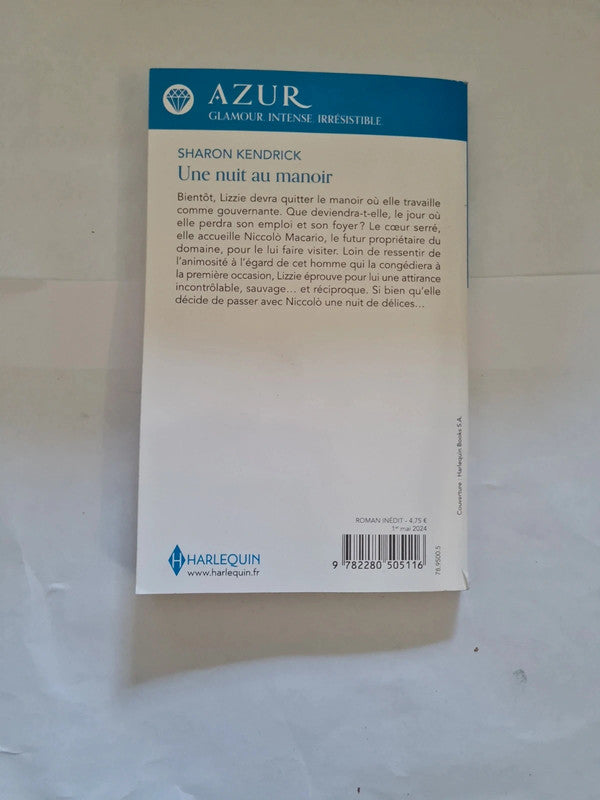 AZUR
GLAMOUR. INTENSE. IRRÉSISTIBLE.
SHARON KENDRICK
Une nuit au manoir
Bientôt, Lizzie devra quitter le manoir où elle travaille
comme gouvernante. Que deviendra-t-elle, le jour où
elle perdra son emploi et son foyer ? Le cœur serré,
elle accueille Niccolò Macario, le futur propriétaire du
domaine, pour le lui faire visiter. Loin de ressentir de
l'animosité à l'égard de cet homme qui la congédiera à
la première occasion, Lizzie éprouve pour lui une attirance
incontrôlable, sauvage… et réciproque. Si bien qu'elle
décide de passer avec Niccolò une nuit de délices…
Couverture : Harlequin Books S.A.
ROMAN INÉDIT - 4,75 €
1er mai 2024
H HARLEQUIN
www.harlequin.fr
9 782280 505116
78.9500.5